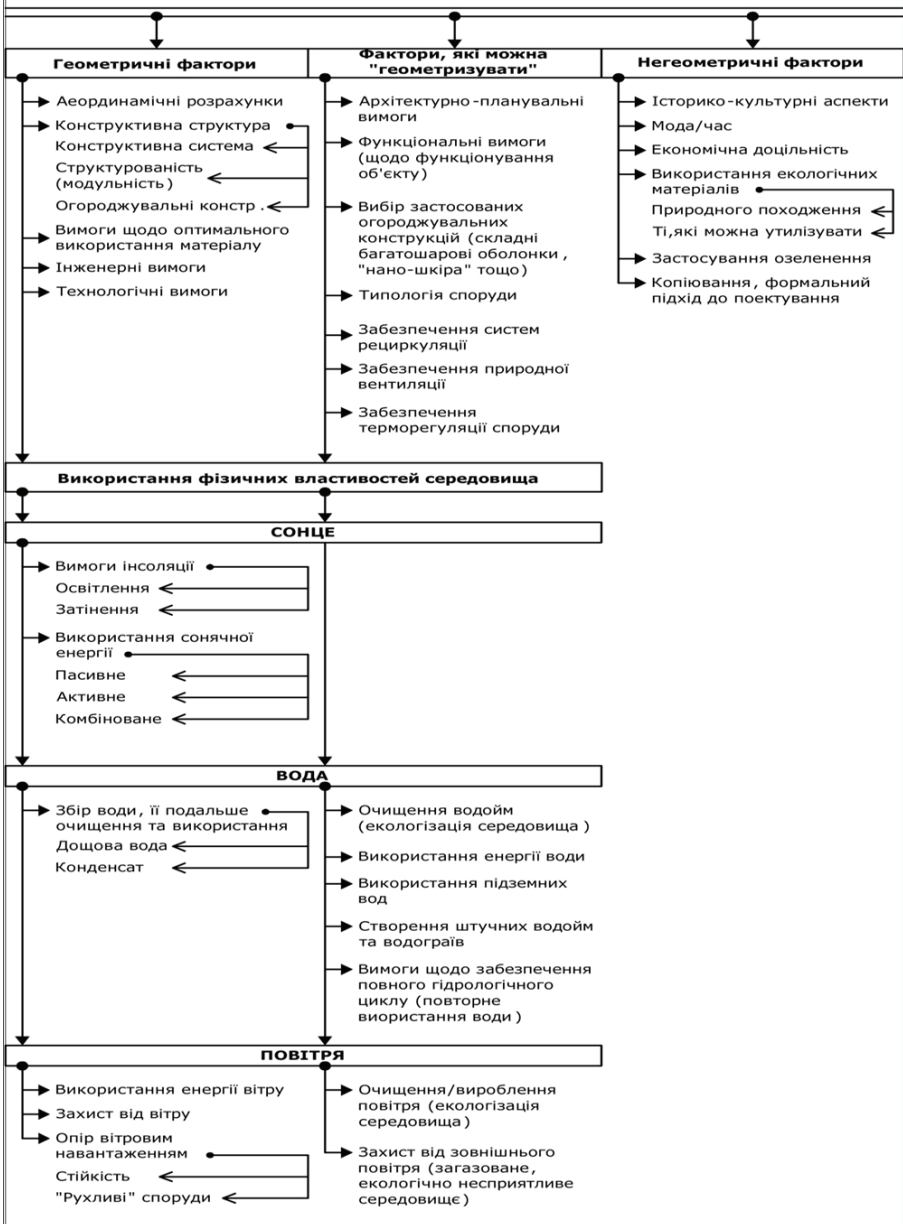 Геометричні фактори
Фактори, які можна
"геометризувати"
Негеометричні фактори
Аеординамічні розрахунки
Конструктивна структура
Конструктивна система
Структурованість
(модульність)
Огороджувальні констр .
Вимоги щодо оптимального
використання матеріалу
Інженерні вимоги
Технологічні вимоги
Архітектурно-планувальні
вимоги
Функціональні вимоги
(щодо функціонування
об'єкту)
Вибір застосованих
огороджувальних
конструкцій (складні
багатошарові оболонки ,
"нано-шкіра" тощо)
Типологія споруди
Забезпечення систем
рециркуляції
Забезпечення природної
вентиляції
Забезпечення
терморегуляції споруди
Історико-культурні аспекти
Мода/час
Економічна доцільність
Використання екологічних
матеріалів
Природного походження
Ті,які можна утилізувати
Застосування озеленення
Копіювання , формальний
підхід до поектування
Використання фізичних властивостей середовища
СОНЦЕ
Вимоги інсоляції
Освітлення
Затінення
Використання сонячної
енергії
Пасивне
Активне
Комбіноване
ВОДА
Збір води, її подальше
очищення та використання
Дощова вода
Конденсат
Очищення водойм
(екологізація середовища )
Використання енергії води
Використання підземних
вод
Створення штучних водойм
та водограїв
Вимоги щодо забезпечення
повного гідрологічного
циклу (повторне
виористання води )
ПОВІТРЯ
Використання енергії вітру
Захист від вітру
Опір вітровим
навантаженням
Стійкість
"Рухливі" споруди
Очищення/вироблення
повітря (екологізація
середовища)
Захист від зовнішнього
повітря (загазоване ,
екологічно несприятливе
середовищє)